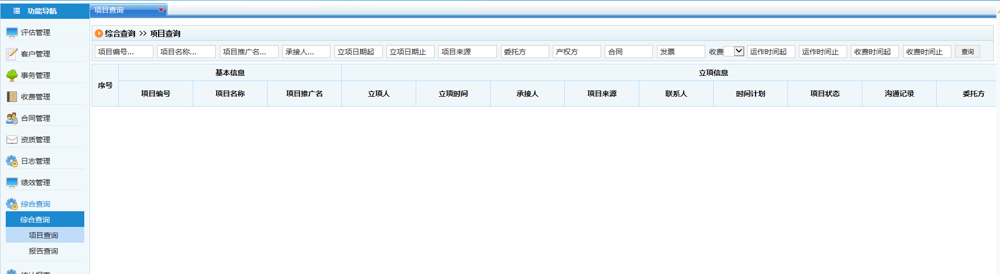 功能导航
项目查询
评估管理
客户管理
事务管理
收费管理
合同管理
资质管理
日志管理
绩效管理
综合查询
综合查询
项目查询
报告查询
统计报表
综合查询 >> 项目查询
项目编号... 项目名称... 项目推广名... 承接人... 立项日期起 立项日期止 项目来源 委托方 产权方 合同 发票 收费 运作时间起 运作时间止 收费时间起 收费时间止 查询
序号 基本信息 立项信息
项目编号 项目名称 项目推广名 立项人 立项时间 承接人 项目来源 联系人 时间计划 项目状态 沟通记录 委托方